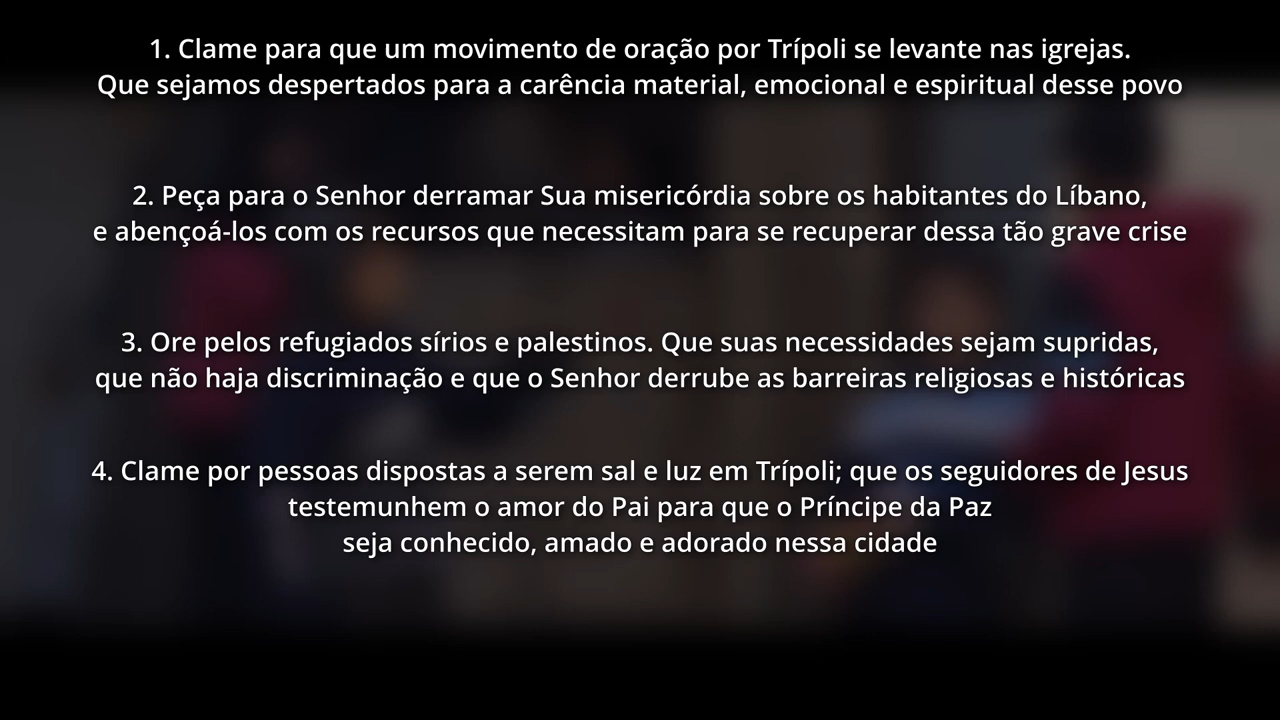 1. Clame para que um movimento de oração por Trípoli se levante nas igrejas.
Que sejamos despertados para a carência material, emocional e espiritual desse povo
2. Peça para o Senhor derramar Sua misericórdia sobre os habitantes do Líbano,
e abençoá-los com os recursos que necessitam para se recuperar dessa tão grave crise
3. Ore pelos refugiados sírios e palestinos. Que suas necessidades sejam supridas,
que não haja discriminação e que o Senhor derrube as barreiras religiosas e históricas
4. Clame por pessoas dispostas a serem sal e luz em Trípoli; que os seguidores de Jesus
testemunhem o amor do Pai para que o Príncipe da Paz
seja conhecido, amado e adorado nessa cidade